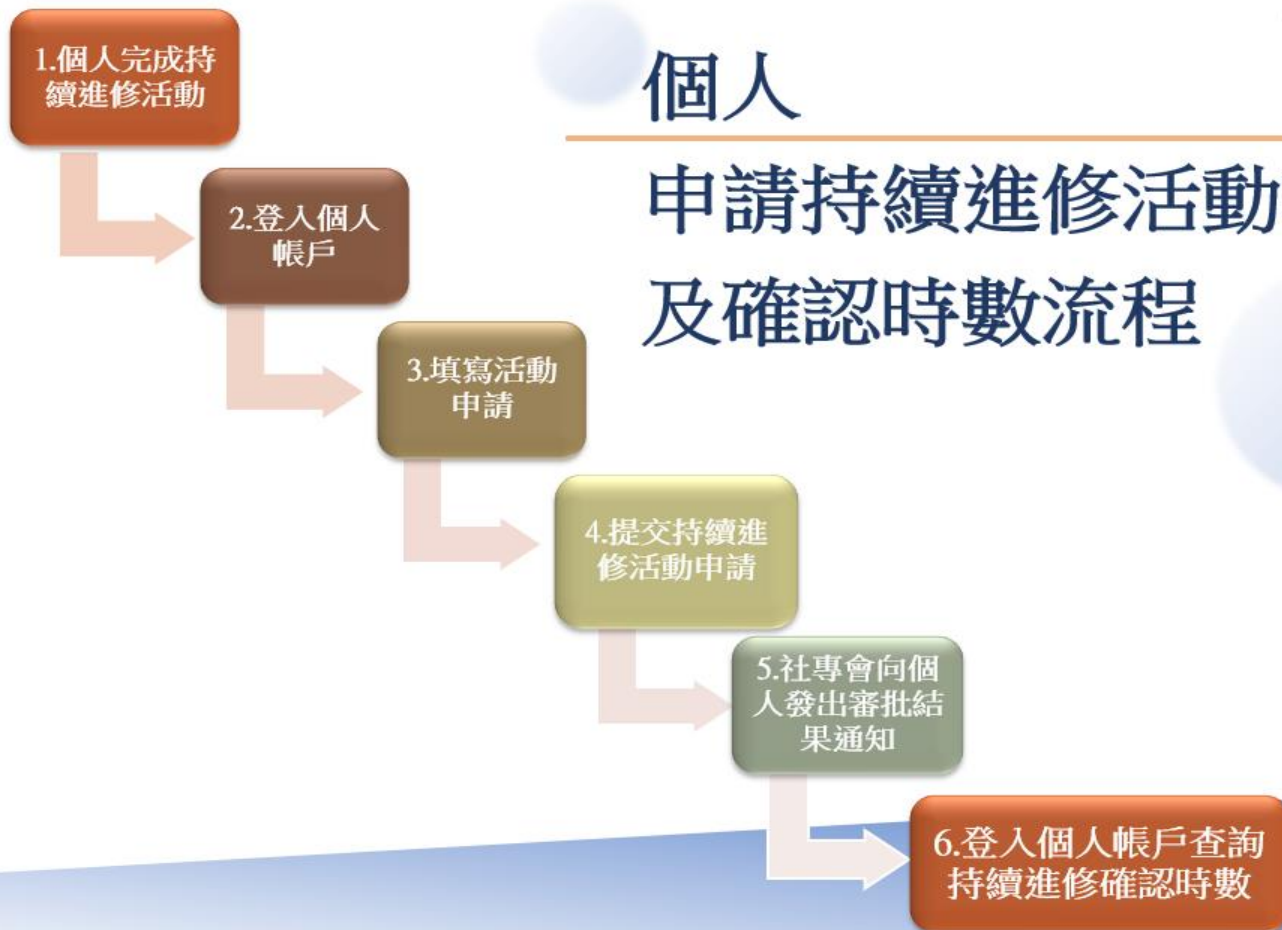 個人
申請持續進修活動
及確認時數流程
1.個人完成持
續進修活動
2.登入個人
帳戶
3.填寫活動
申請
4.提交持續進
修活動申請
5.社專會向個
人發出審批結
果通知
6.登入個人帳戶查詢
持續進修確認時數